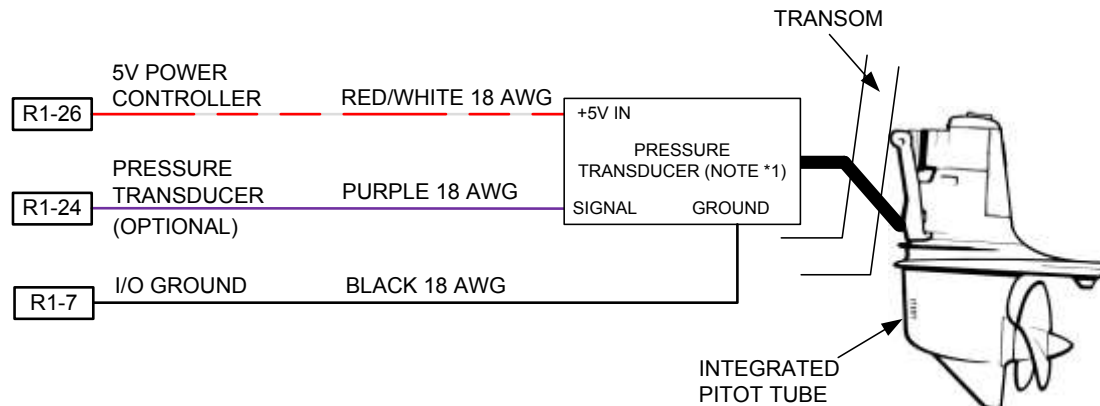 TRANSOM
5V POWER
CONTROLLER
RED/WHITE 18 AWG
R1-26
+5V IN
PRESSURE
TRANSDUCER (NOTE *1)
PRESSURE
TRANSDUCER
(OPTIONAL)
PURPLE 18 AWG
R1-24
SIGNAL
GROUND
I/O GROUND
BLACK 18 AWG
R1-7
INTEGRATED
PITOT TUBE